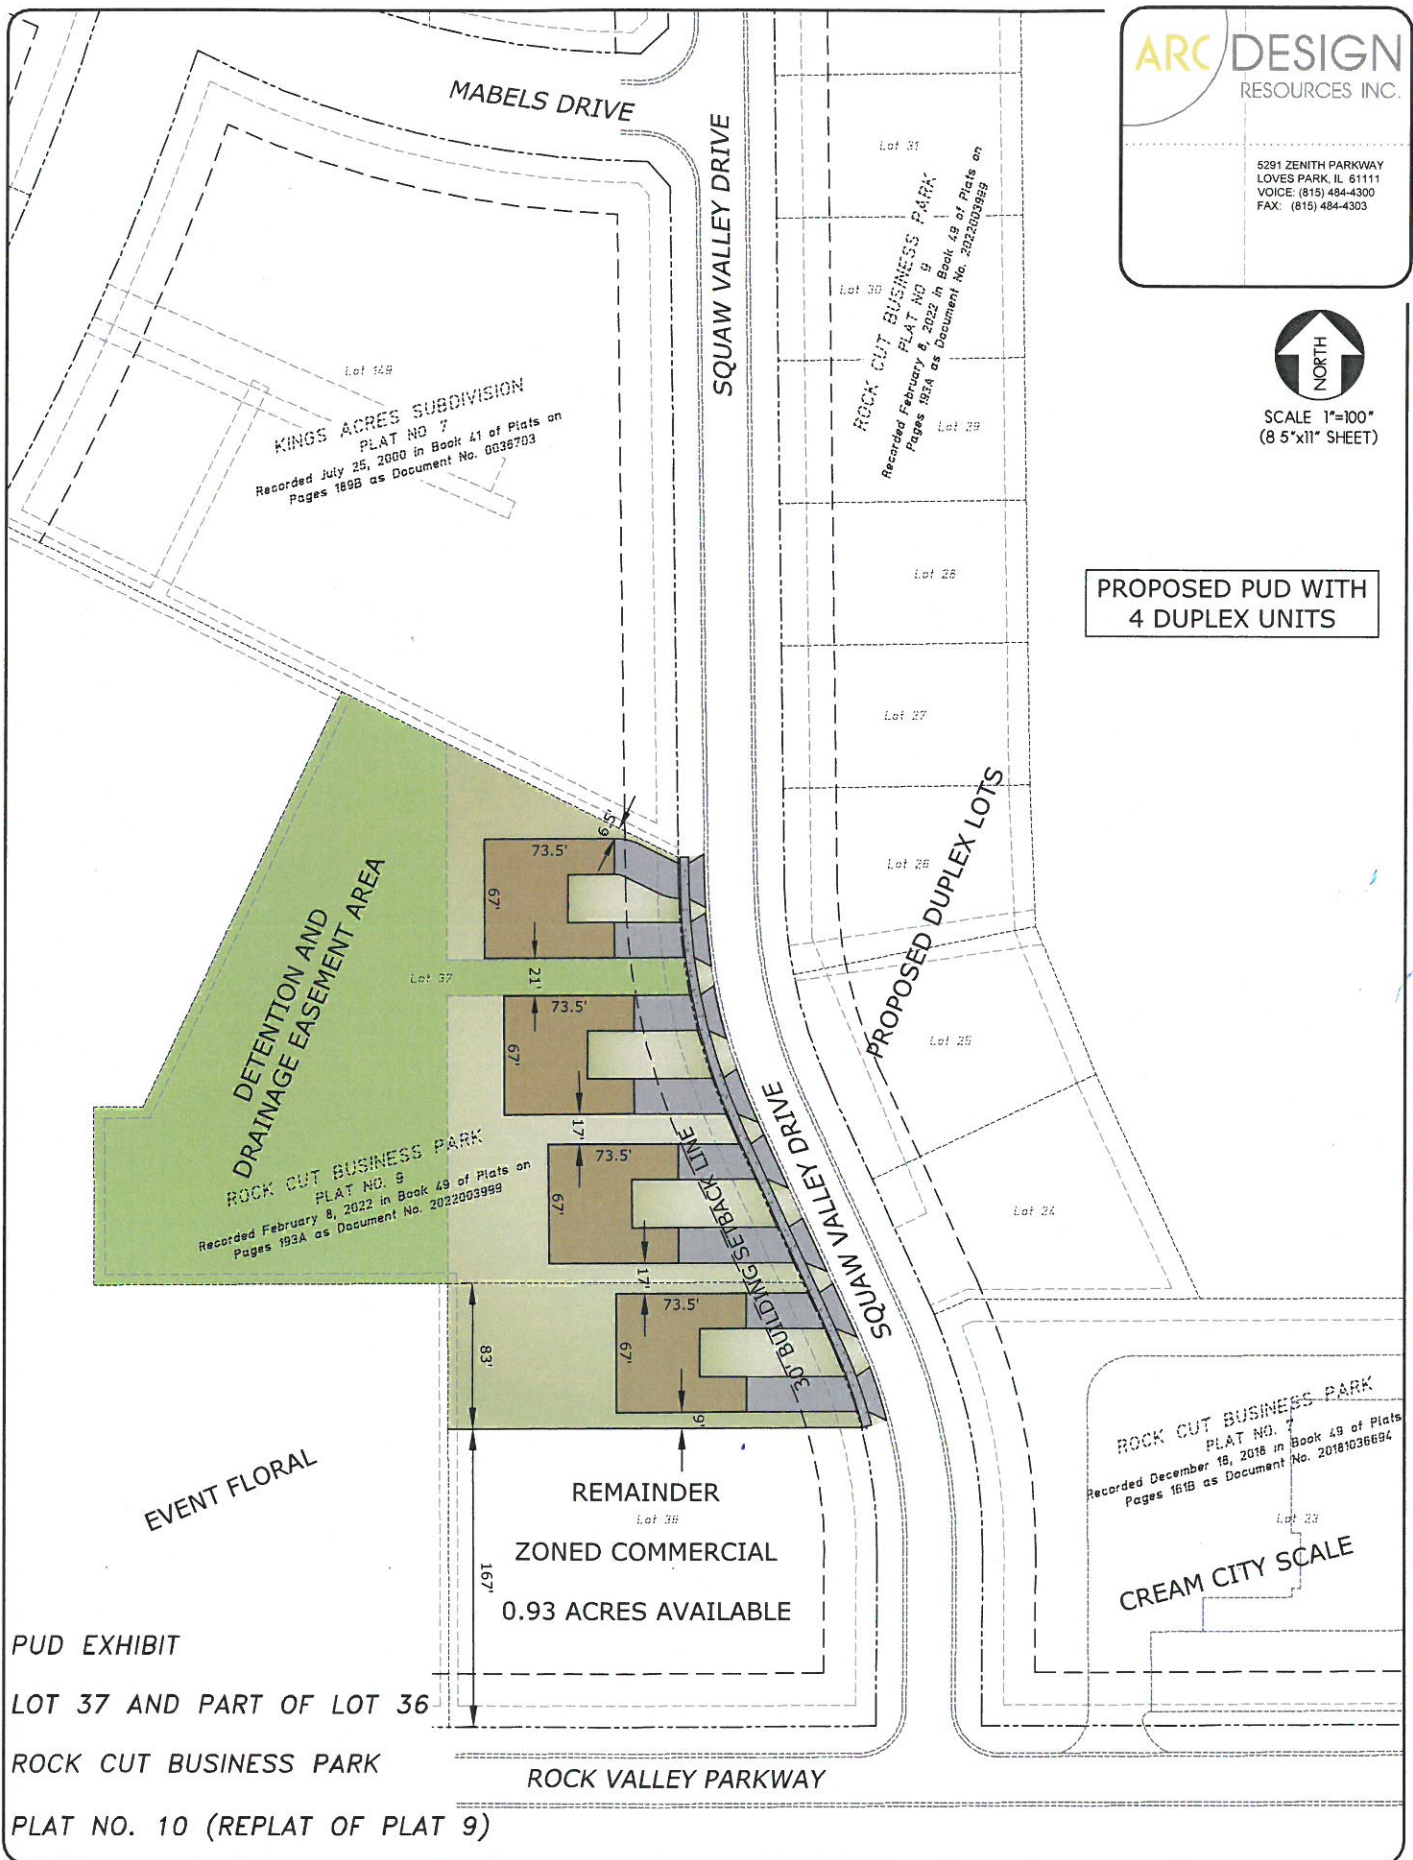 ARC DESIGN
RESOURCES INC.
5291 ZENITH PARKWAY
LOVES PARK, IL 61111
VOICE: (815) 484-4300
FAX: (815) 484-4303
NORTH
SCALE 1"=100"
(8 5"x11" SHEET)
PROPOSED PUD WITH
4 DUPLEX UNITS
MABELS DRIVE
SQUAW VALLEY DRIVE
Lot 31
ROCK CUT BUSINESS PARK
PLAT NO 9
Recorded February 8, 2022 in Book 49 of Plats on
Pages 193A as Document No. 2022003999
Lot 30
Lot 29
Lot 28
Lot 27
Lot 26
Lot 25
Lot 24
PROPOSED DUPLEX LOTS
Lot 149
KINGS ACRES SUBDIVISION
PLAT NO 7
Recorded July 25, 2000 in Book 41 of Plats on
Pages 189B as Document No. 0036703
9.5'
73.5'
67'
21'
73.5'
67'
17'
73.5'
67'
17'
73.5'
67'
9'
83'
167'
DETENTION AND
DRAINAGE EASEMENT AREA
Lot 37
ROCK CUT BUSINESS PARK
PLAT NO. 9
Recorded February 8, 2022 in Book 49 of Plats on
Pages 193A as Document No. 2022003999
30' BUILDING SETBACK LINE
SQUAW VALLEY DRIVE
EVENT FLORAL
REMAINDER
Lot 36
ZONED COMMERCIAL
0.93 ACRES AVAILABLE
ROCK CUT BUSINESS PARK
PLAT NO. 7
Recorded December 18, 2018 in Book 49 of Plats
Pages 161B as Document No. 20181036694
Lot 23
CREAM CITY SCALE
PUD EXHIBIT
LOT 37 AND PART OF LOT 36
ROCK CUT BUSINESS PARK
PLAT NO. 10 (REPLAT OF PLAT 9)
ROCK VALLEY PARKWAY